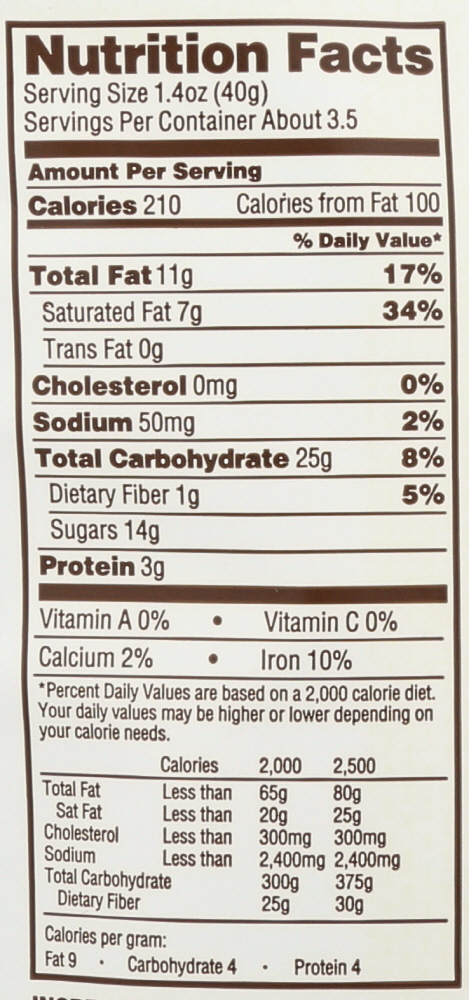 Nutrition Facts
Serving Size 1.4oz (40g)
Servings Per Container About 3.5
Amount Per Serving
Calories 210 Calories from Fat 100
% Daily Value*
Total Fat 11g 17%
Saturated Fat 7g 34%
Trans Fat 0g
Cholesterol 0mg 0%
Sodium 50mg 2%
Total Carbohydrate 25g 8%
Dietary Fiber 1g 5%
Sugars 14g
Protein 3g
Vitamin A 0% • Vitamin C 0%
Calcium 2% • Iron 10%
*Percent Daily Values are based on a 2,000 calorie diet.
Your daily values may be higher or lower depending on
your calorie needs.
Calories 2,000 2,500
Total Fat Less than 65g 80g
Sat Fat Less than 20g 25g
Cholesterol Less than 300mg 300mg
Sodium Less than 2,400mg 2,400mg
Total Carbohydrate 300g 375g
Dietary Fiber 25g 30g
Calories per gram:
Fat 9 • Carbohydrate 4 • Protein 4